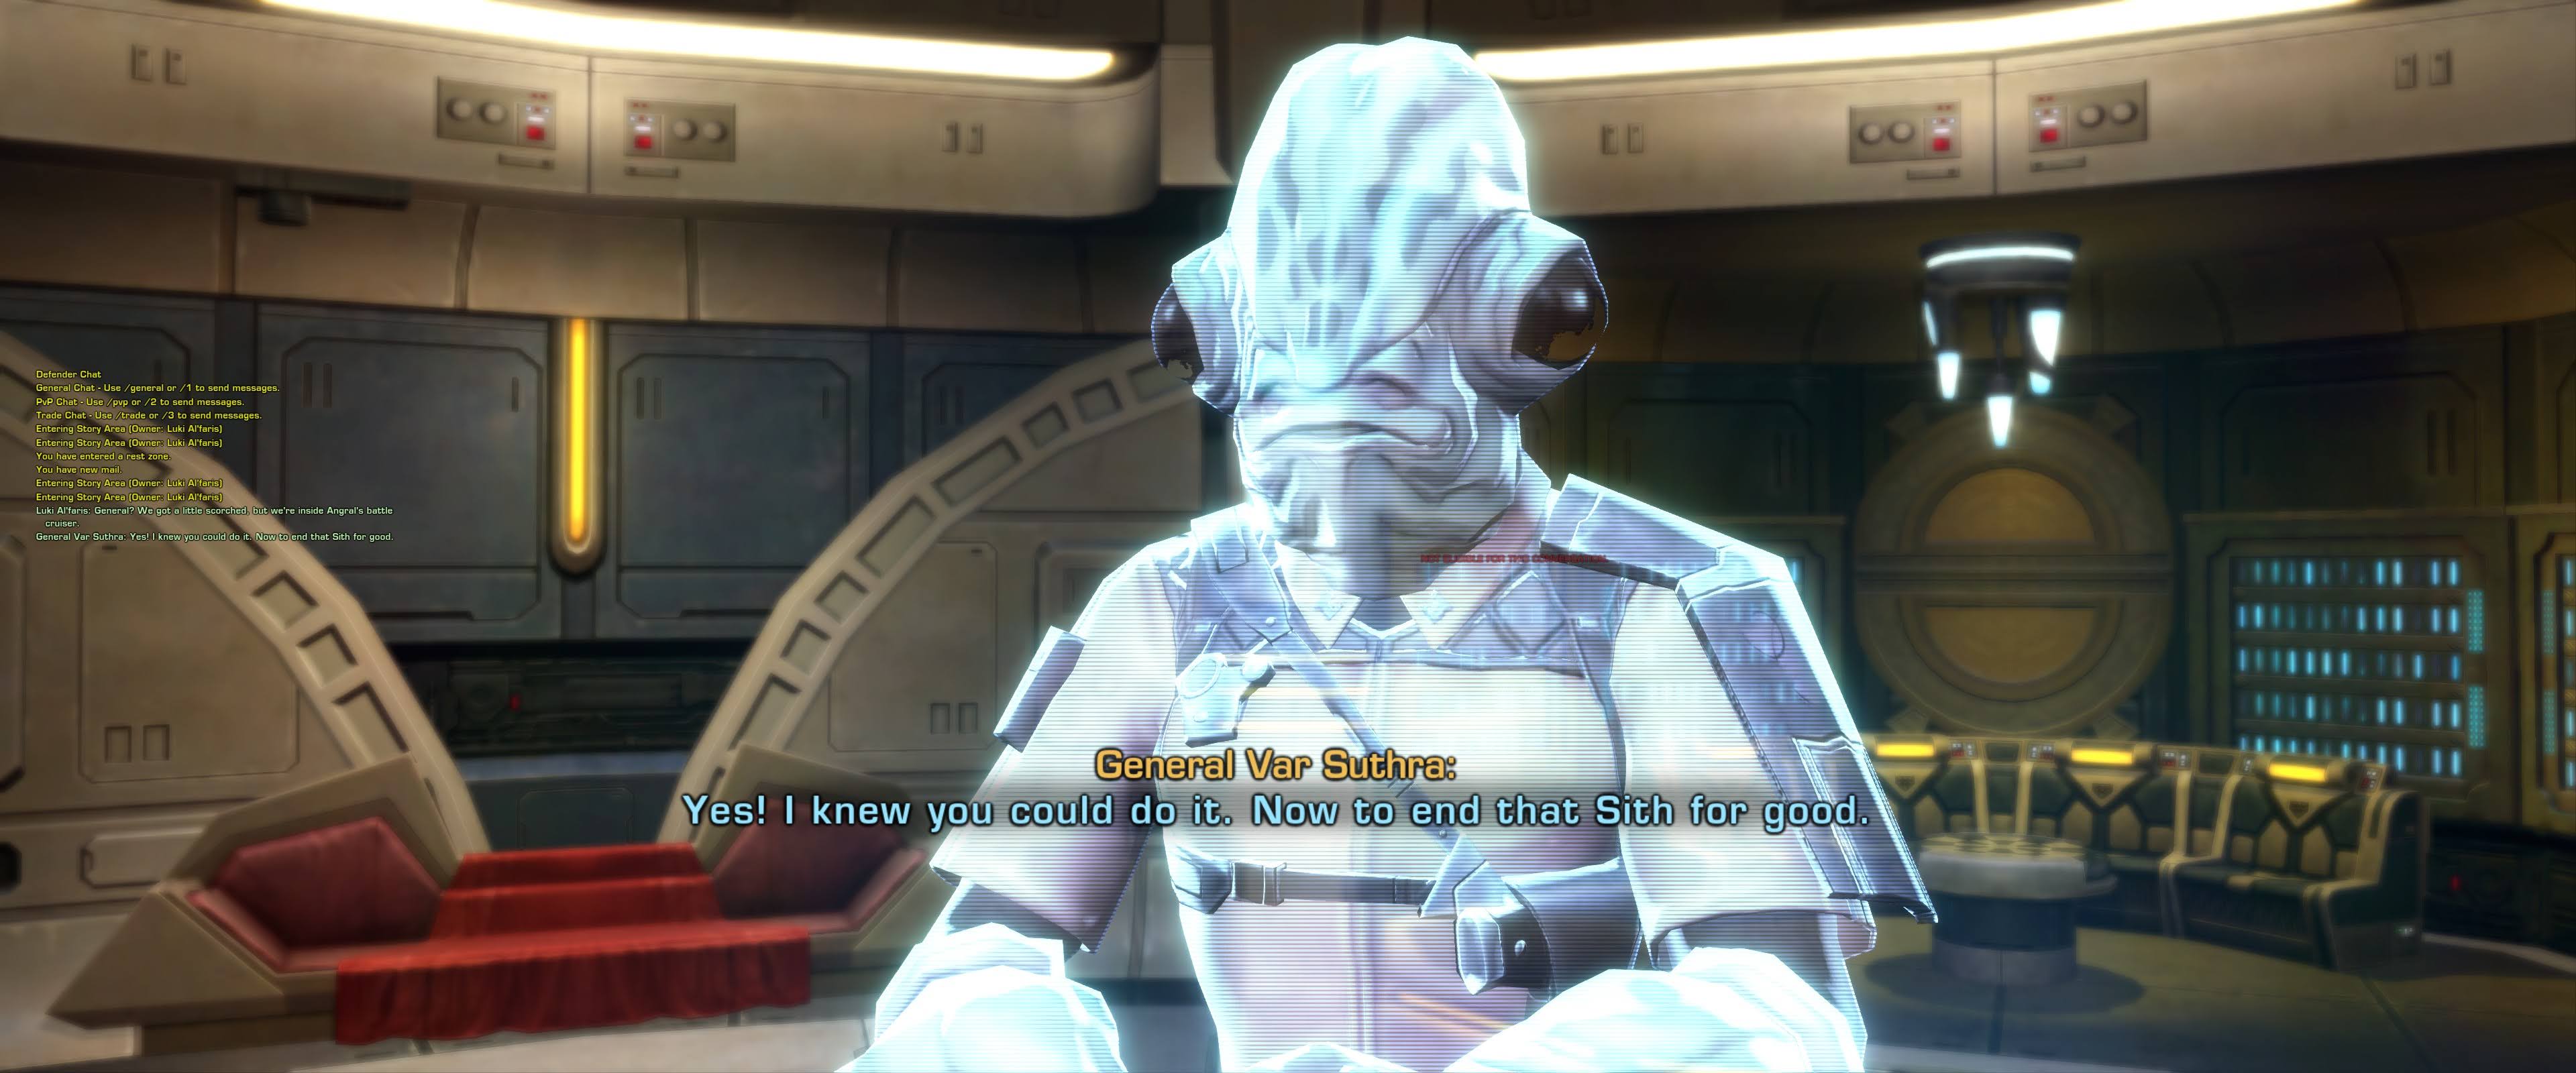 Defender Chat
General Chat - Use /general or /1 to send messages.
PvP Chat - Use /pvp or /2 to send messages.
Trade Chat - Use /trade or /3 to send messages.
Entering Story Area (Owner: Luki Al'faris)
Entering Story Area (Owner: Luki Al'faris)
You have entered a rest zone.
You have new mail.
Entering Story Area (Owner: Luki Al'faris)
Entering Story Area (Owner: Luki Al'faris)
Luki Al'faris: General? We got a little scorched, but we're inside Angral's battle
cruiser.
General Var Suthra: Yes! I knew you could do it. Now to end that Sith for good.
NOT ELIGIBLE FOR THIS CONVERSATION
General Var Suthra:
Yes! I knew you could do it. Now to end that Sith for good.